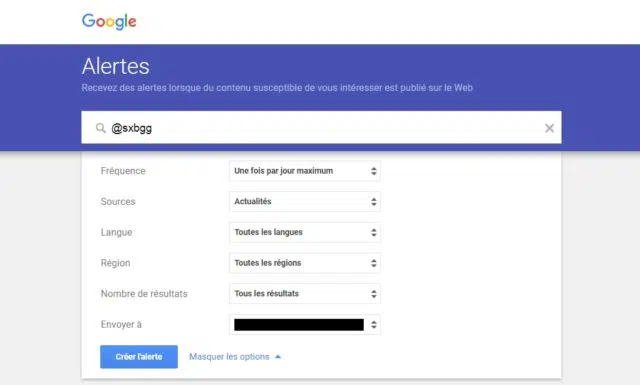 Google
Alertes
Recevez des alertes lorsque du contenu susceptible de vous intéresser est publié sur le Web
@sxbgg
Fréquence Une fois par jour maximum
Sources Actualités
Langue Toutes les langues
Région Toutes les régions
Nombre de résultats Tous les résultats
Envoyer à
Créer l'alerte Masquer les options